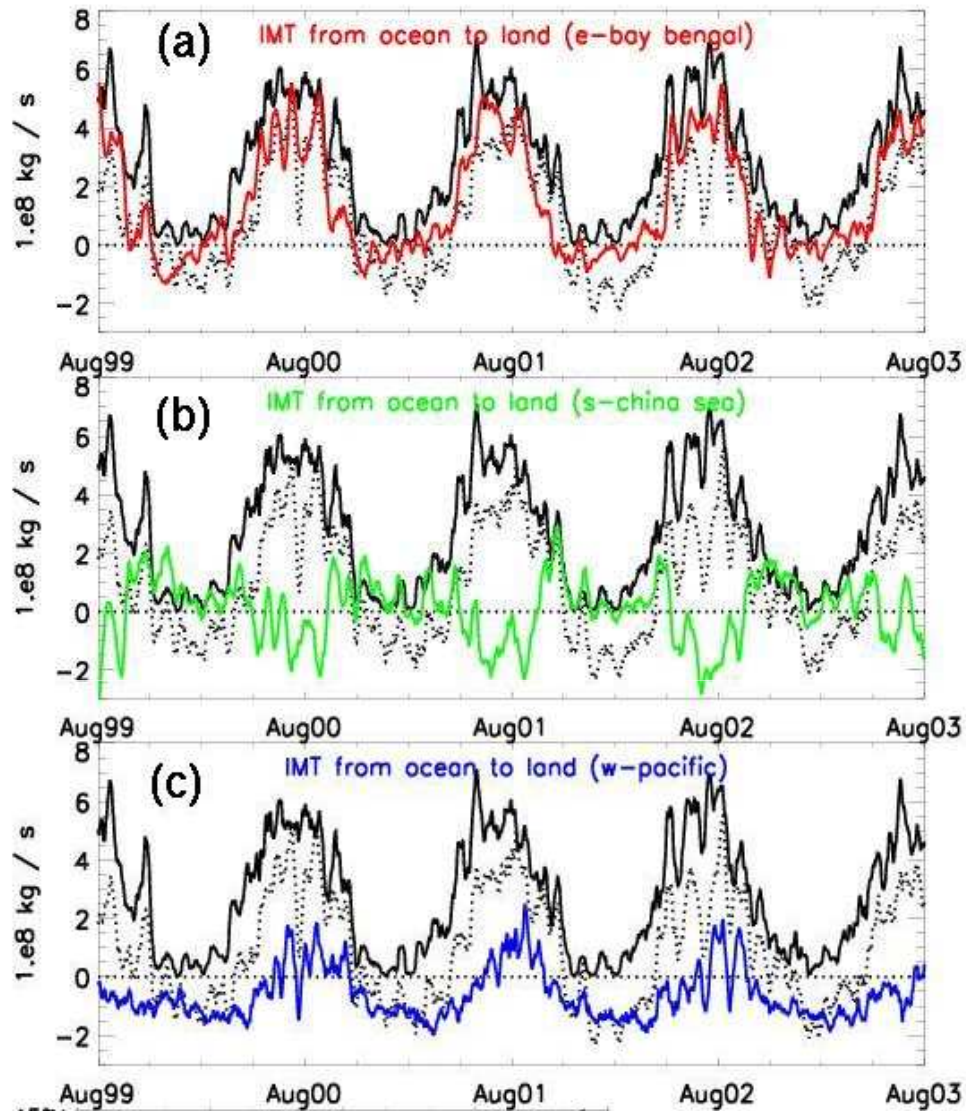 (a)
IMT from ocean to land (e-bay bengal)
8
6
4
2
0
-2
1.e8 kg / s
Aug99 Aug00 Aug01 Aug02 Aug03
(b)
IMT from ocean to land (s-china sea)
8
6
4
2
0
-2
1.e8 kg / s
Aug99 Aug00 Aug01 Aug02 Aug03
(c)
IMT from ocean to land (w-pacific)
8
6
4
2
0
-2
1.e8 kg / s
Aug99 Aug00 Aug01 Aug02 Aug03